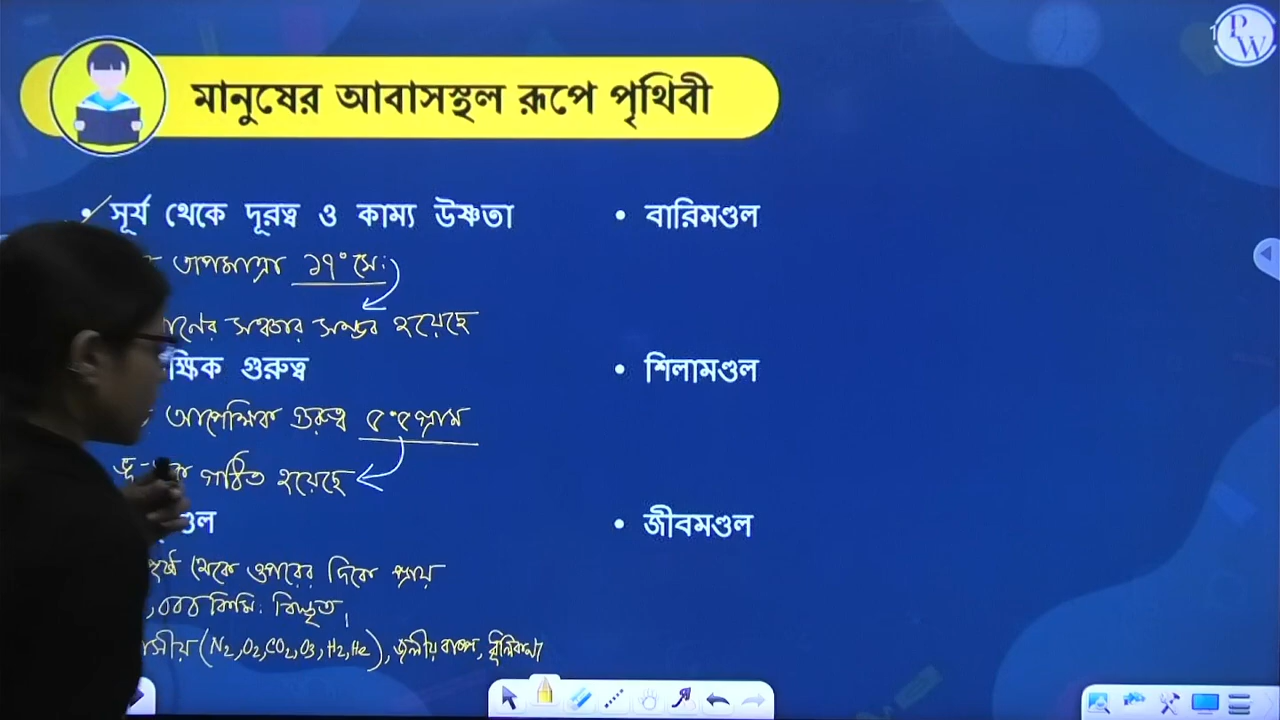 PW
মানুষের আবাসস্থল রূপে পৃথিবী
সূর্য থেকে দূরত্ব ও কাম্য উষ্ণতা
তাপমাত্রা ১৭° সে:
সঞ্চার সম্ভব হয়েছে
ক্ষিক গুরুত্ব
আপেক্ষিক গুরুত্ব ৫·৫ গ্রাম
গঠিত হয়েছে
থেকে ওপরের দিকে প্রায়
,০০০ কিমি: বিস্তৃত।
(N₂,O₂,CO₂,O₃,H₂,He), জলীয় বাষ্প, ধূলিকণা
• বারিমণ্ডল
• শিলামণ্ডল
• জীবমণ্ডল